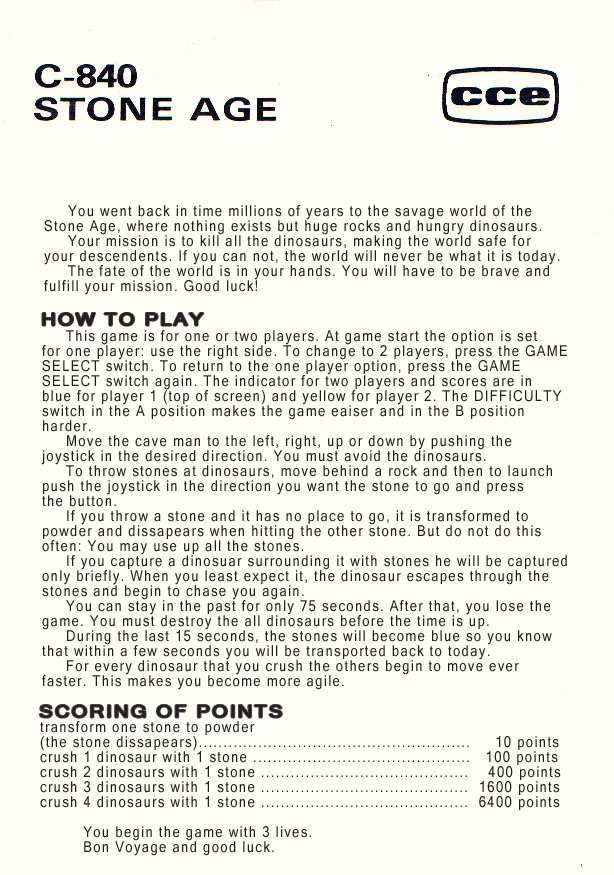 C-840
STONE AGE
cce
You went back in time millions of years to the savage world of the
Stone Age, where nothing exists but huge rocks and hungry dinosaurs.
Your mission is to kill all the dinosaurs, making the world safe for
your descendents. If you can not, the world will never be what it is today.
The fate of the world is in your hands. You will have to be brave and
fulfill your mission. Good luck!
HOW TO PLAY
This game is for one or two players. At game start the option is set
for one player: use the right side. To change to 2 players, press the GAME
SELECT switch. To return to the one player option, press the GAME
SELECT switch again. The indicator for two players and scores are in
blue for player 1 (top of screen) and yellow for player 2. The DIFFICULTY
switch in the A position makes the game eaiser and in the B position
harder.
Move the cave man to the left, right, up or down by pushing the
joystick in the desired direction. You must avoid the dinosaurs.
To throw stones at dinosaurs, move behind a rock and then to launch
push the joystick in the direction you want the stone to go and press
the button.
If you throw a stone and it has no place to go, it is transformed to
powder and dissapears when hitting the other stone. But do not do this
often: You may use up all the stones.
If you capture a dinosuar surrounding it with stones he will be captured
only briefly. When you least expect it, the dinosaur escapes through the
stones and begin to chase you again.
You can stay in the past for only 75 seconds. After that, you lose the
game. You must destroy the all dinosaurs before the time is up.
During the last 15 seconds, the stones will become blue so you know
that within a few seconds you will be transported back to today.
For every dinosaur that you crush the others begin to move ever
faster. This makes you become more agile.
SCORING OF POINTS
transform one stone to powder
(the stone dissapears)....................................................... 10 points
crush 1 dinosaur with 1 stone ............................................ 100 points
crush 2 dinosaurs with 1 stone .......................................... 400 points
crush 3 dinosaurs with 1 stone .......................................... 1600 points
crush 4 dinosaurs with 1 stone .......................................... 6400 points
You begin the game with 3 lives.
Bon Voyage and good luck.